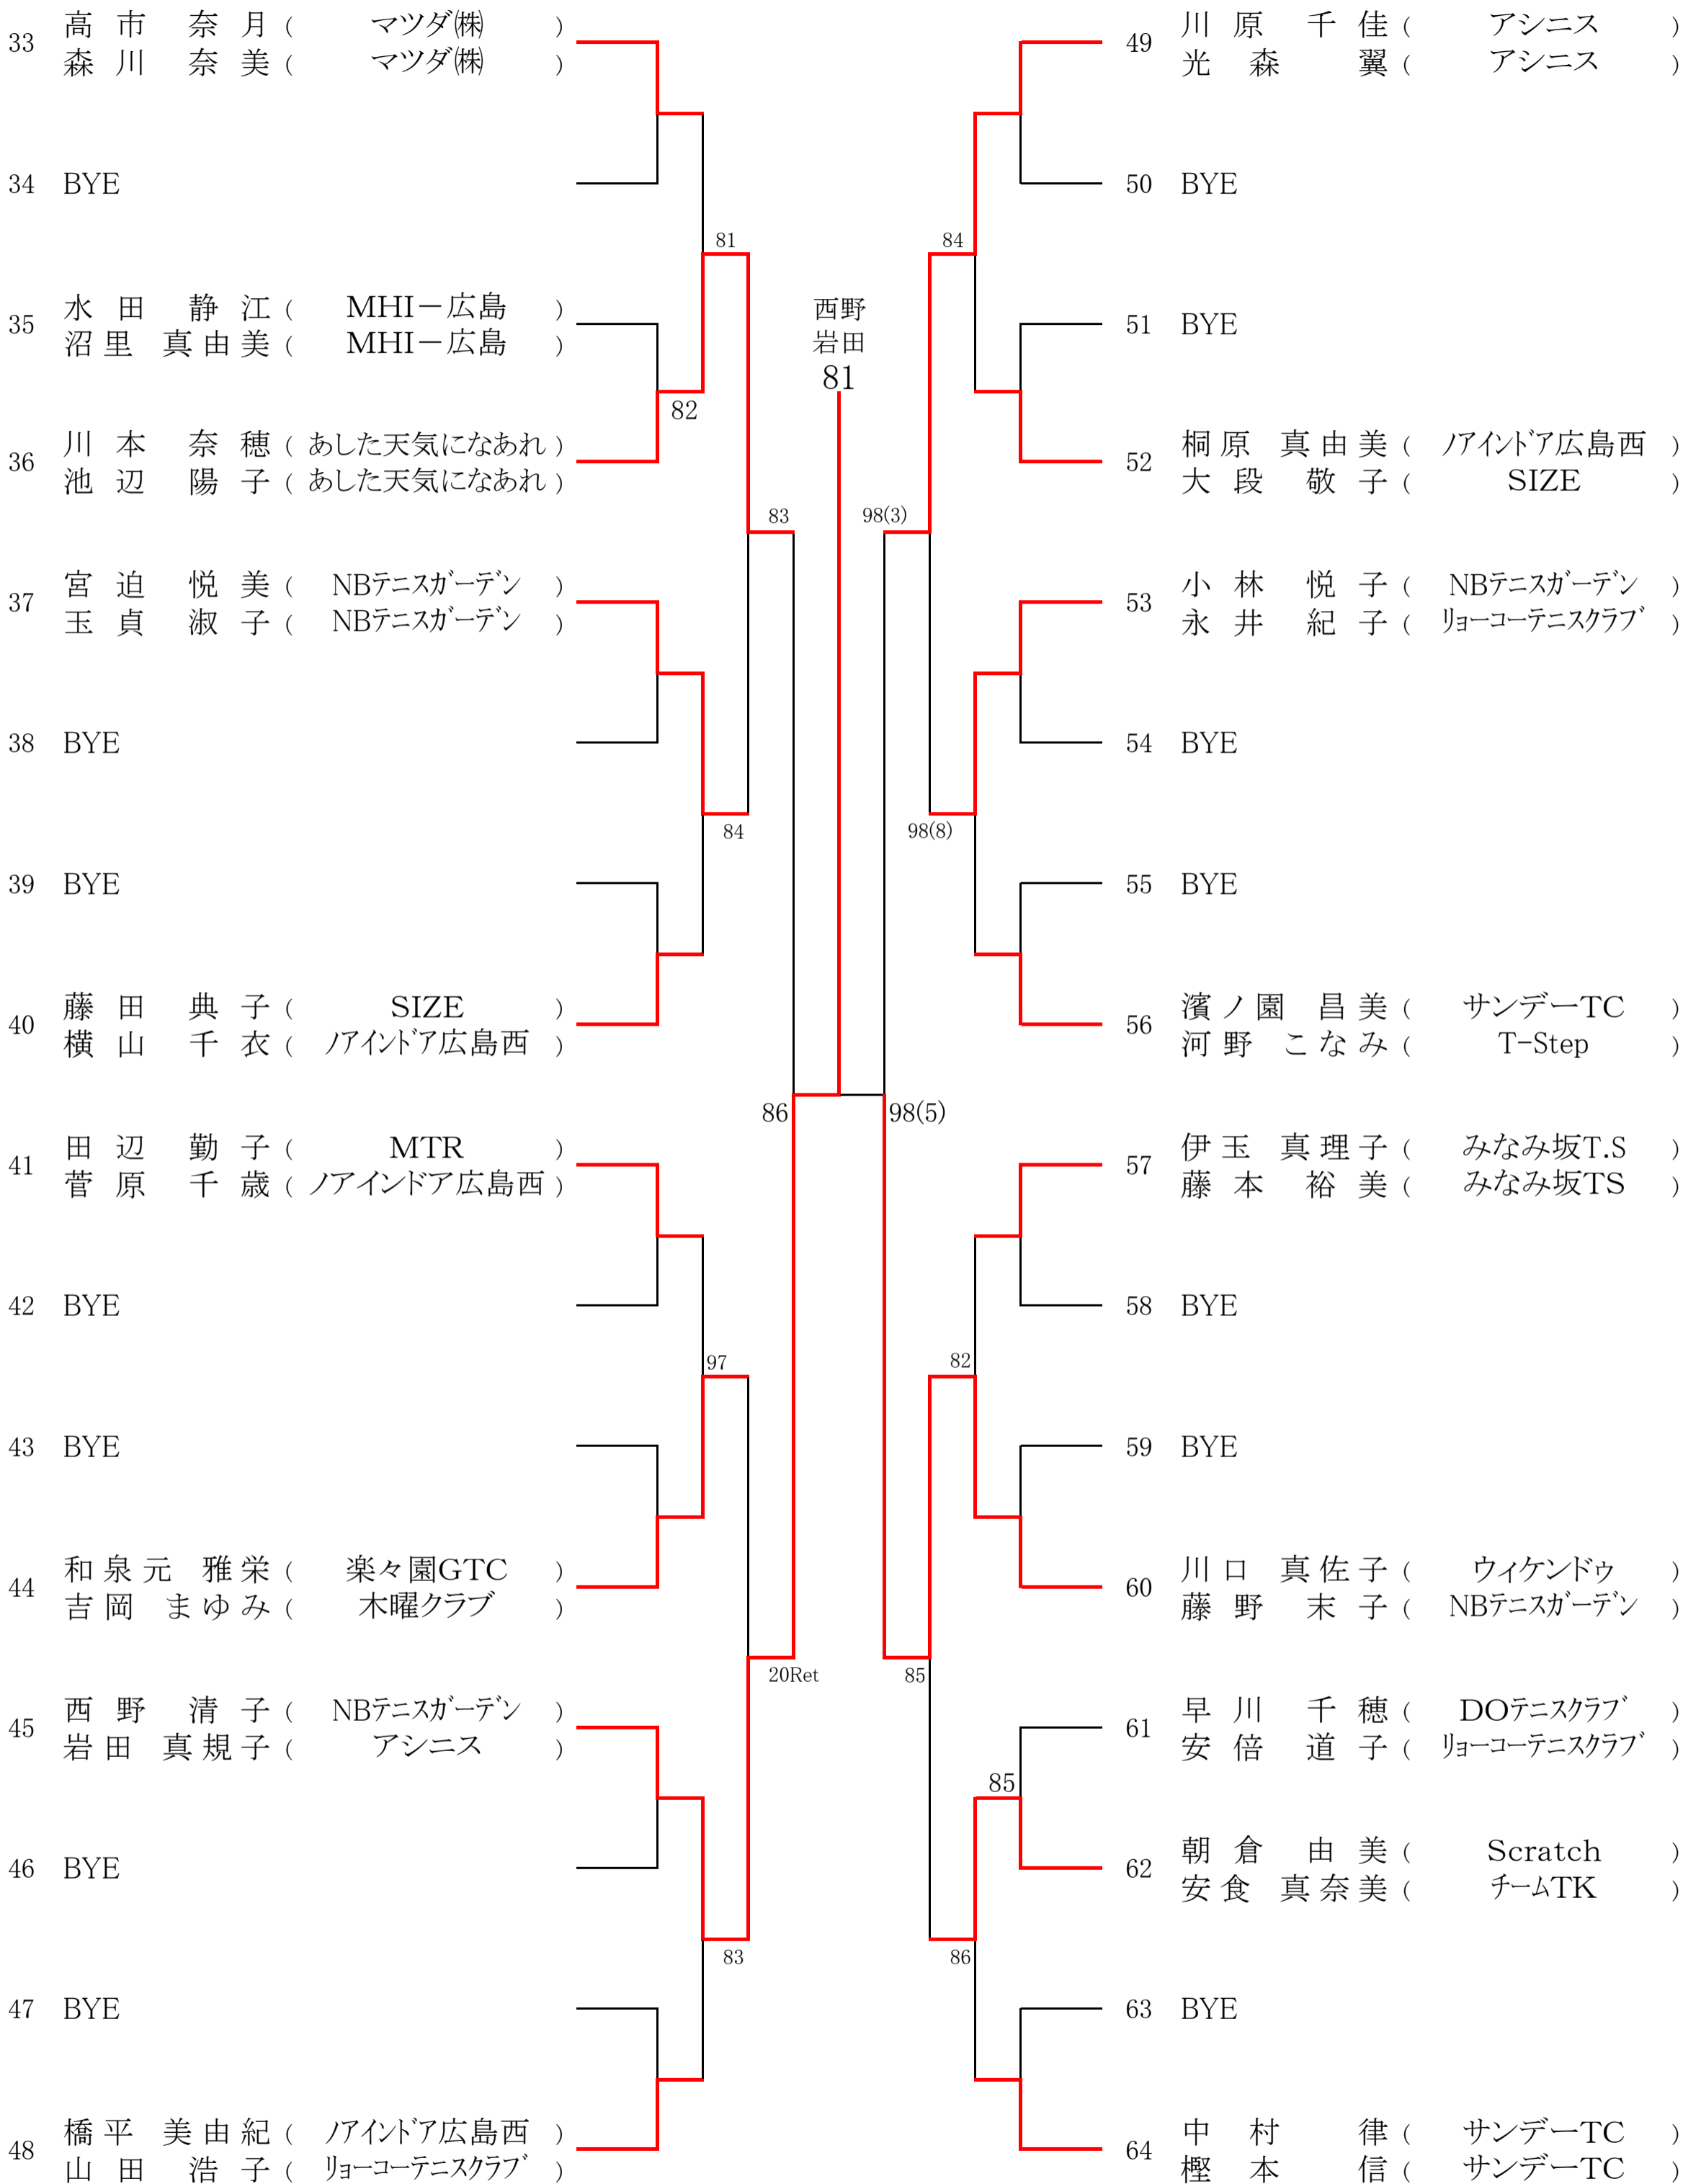 33 高市 奈月 ( マツダ㈱ )
森川 奈美 ( マツダ㈱ )
34 BYE
81
35 水田 静江 ( MHI－広島 )
沼里 真由美 ( MHI－広島 )
82
36 川本 奈穂 ( あした天気になあれ )
池辺 陽子 ( あした天気になあれ )
83
37 宮迫 悦美 ( NBテニスガーデン )
玉貞 淑子 ( NBテニスガーデン )
38 BYE
84
39 BYE
40 藤田 典子 ( SIZE )
横山 千衣 ( ノアインドア広島西 )
86
41 田辺 勤子 ( MTR )
菅原 千歳 ( ノアインドア広島西 )
42 BYE
97
43 BYE
44 和泉元 雅栄 ( 楽々園GTC )
吉岡 まゆみ ( 木曜クラブ )
20Ret
45 西野 清子 ( NBテニスガーデン )
岩田 真規子 ( アシニス )
46 BYE
83
47 BYE
48 橋平 美由紀 ( ノアインドア広島西 )
山田 浩子 ( リョーコーテニスクラブ )
西野
岩田
81
49 川原 千佳 ( アシニス )
光森 翼 ( アシニス )
50 BYE
84
51 BYE
52 桐原 真由美 ( ノアインドア広島西 )
大段 敬子 ( SIZE )
98(3)
53 小林 悦子 ( NBテニスガーデン )
永井 紀子 ( リョーコーテニスクラブ )
54 BYE
98(8)
55 BYE
56 濱ノ園 昌美 ( サンデーTC )
河野 こなみ ( T-Step )
98(5)
57 伊玉 真理子 ( みなみ坂T.S )
藤本 裕美 ( みなみ坂TS )
58 BYE
82
59 BYE
60 川口 真佐子 ( ウィケンドゥ )
藤野 末子 ( NBテニスガーデン )
85
61 早川 千穂 ( DOテニスクラブ )
安倍 道子 ( リョーコーテニスクラブ )
85
62 朝倉 由美 ( Scratch )
安食 真奈美 ( チームTK )
86
63 BYE
64 中村 律 ( サンデーTC )
樫本 信 ( サンデーTC )